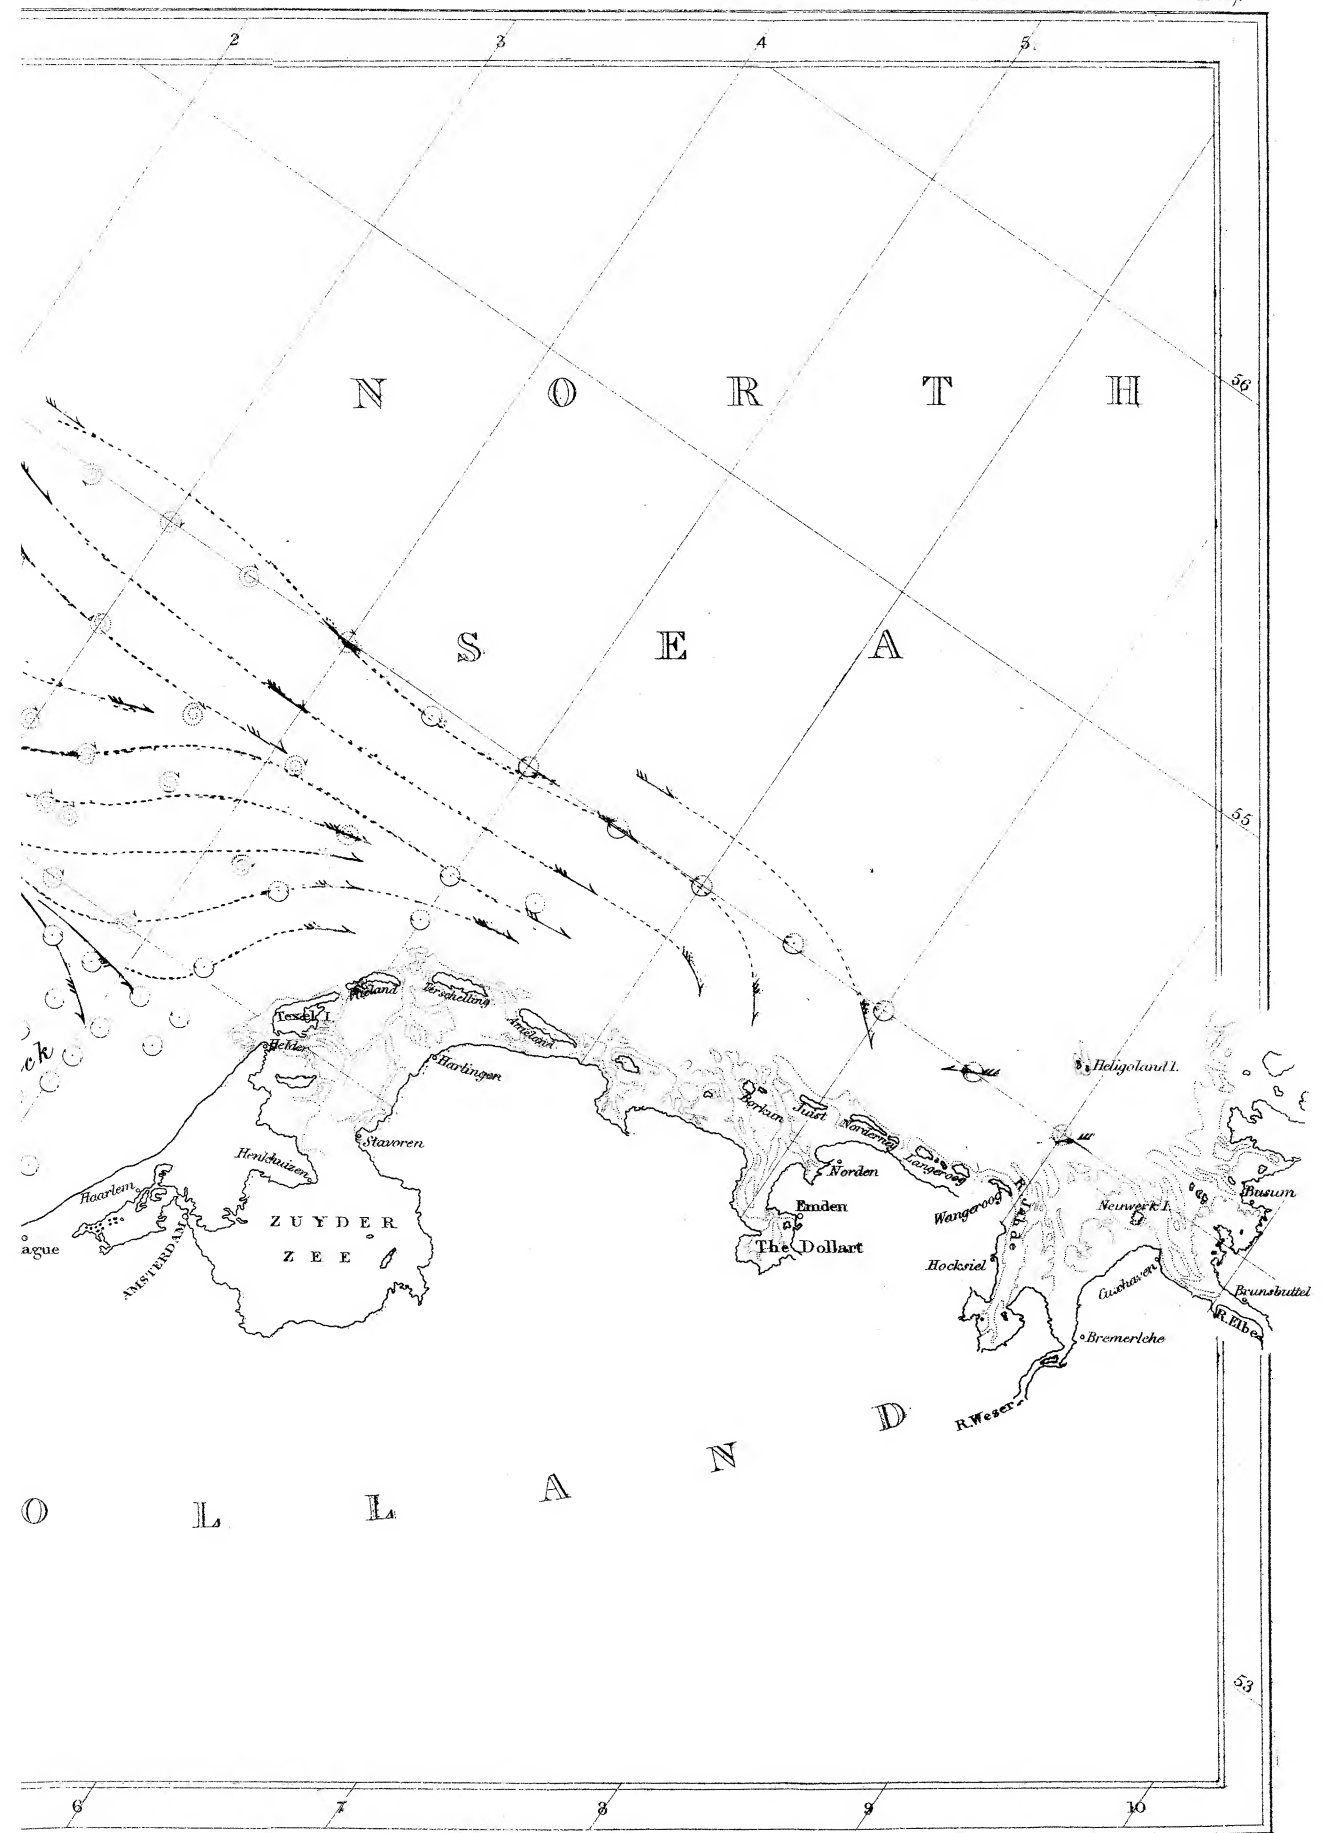 2 3 4 5
N O R T H
56
S E A
55
Vlieland
Terschelling
Texel I.
Ameland
Helder
Harlingen
ck
Heligoland I.
Borkum
Juist
Norderney
Langeroog
Stavoren
Henkhuizen
Norden
Haarlem
Emden
Wangeroog
R. Jahde
Neuwerk I.
Busum
ZUYDER
ZEE
ague
AMSTERDAM
The Dollart
Hocksiel
Cuxhaven
Brunsbuttel
R. Elbe
Bremerlehe
R. Weser
O L L A N D
53
6 7 8 9 10